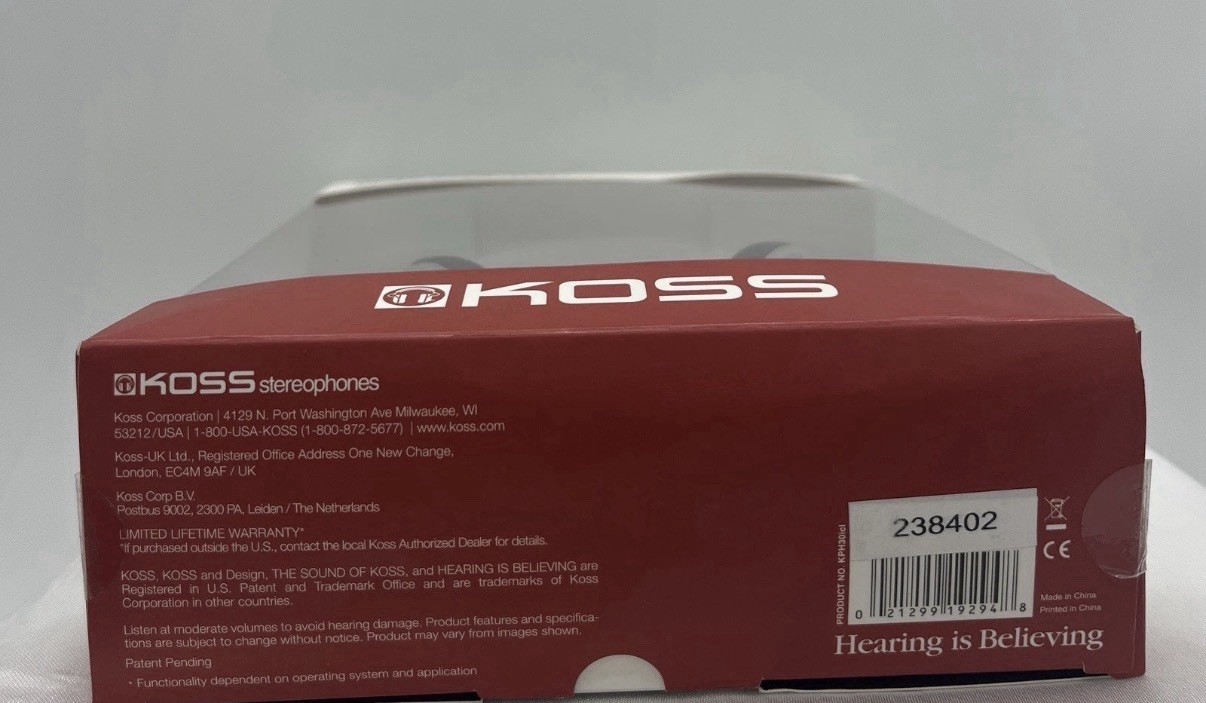 KOSS
KOSS stereophones
Koss Corporation | 4129 N. Port Washington Ave Milwaukee, WI
53212/USA | 1-800-USA-KOSS (1-800-872-5677) | www.koss.com
Koss-UK Ltd., Registered Office Address One New Change,
London, EC4M 9AF / UK
Koss Corp B.V.
Postbus 9002, 2300 PA, Leiden / The Netherlands
LIMITED LIFETIME WARRANTY*
*If purchased outside the U.S., contact the local Koss Authorized Dealer for details.
KOSS, KOSS and Design, THE SOUND OF KOSS, and HEARING IS BELIEVING are
Registered in U.S. Patent and Trademark Office and are trademarks of Koss
Corporation in other countries.
Listen at moderate volumes to avoid hearing damage. Product features and specifica-
tions are subject to change without notice. Product may vary from images shown.
Patent Pending
• Functionality dependent on operating system and application
PRODUCT NO. KPH30icl
238402
0 21299 19294 8
CE
Made in China
Printed in China
Hearing is Believing